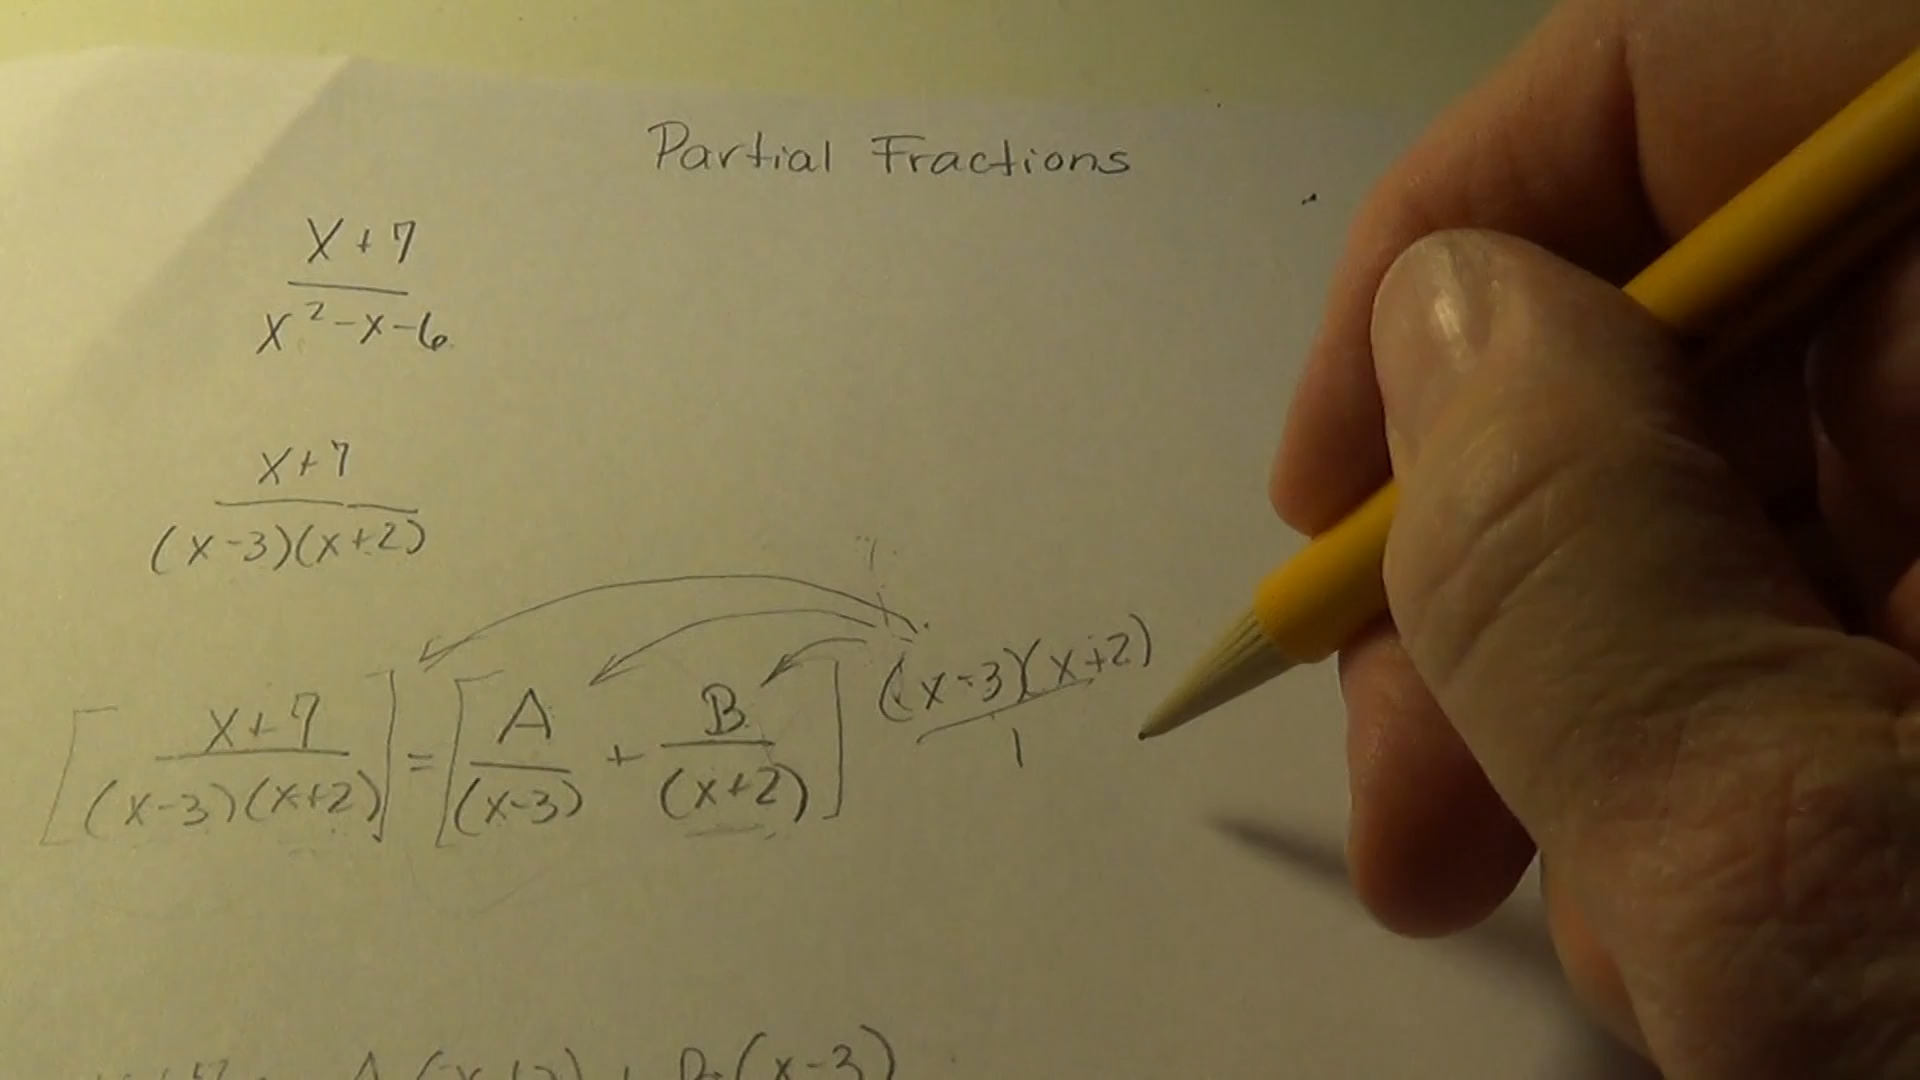 Partial Fractions
x + 7
x² - x - 6
x + 7
(x - 3)(x + 2)
[ x + 7 / (x - 3)(x + 2) ] = [ A / (x - 3) + B / (x + 2) ] (x - 3)(x + 2) / 1
A (x + 2) + B (x - 3)